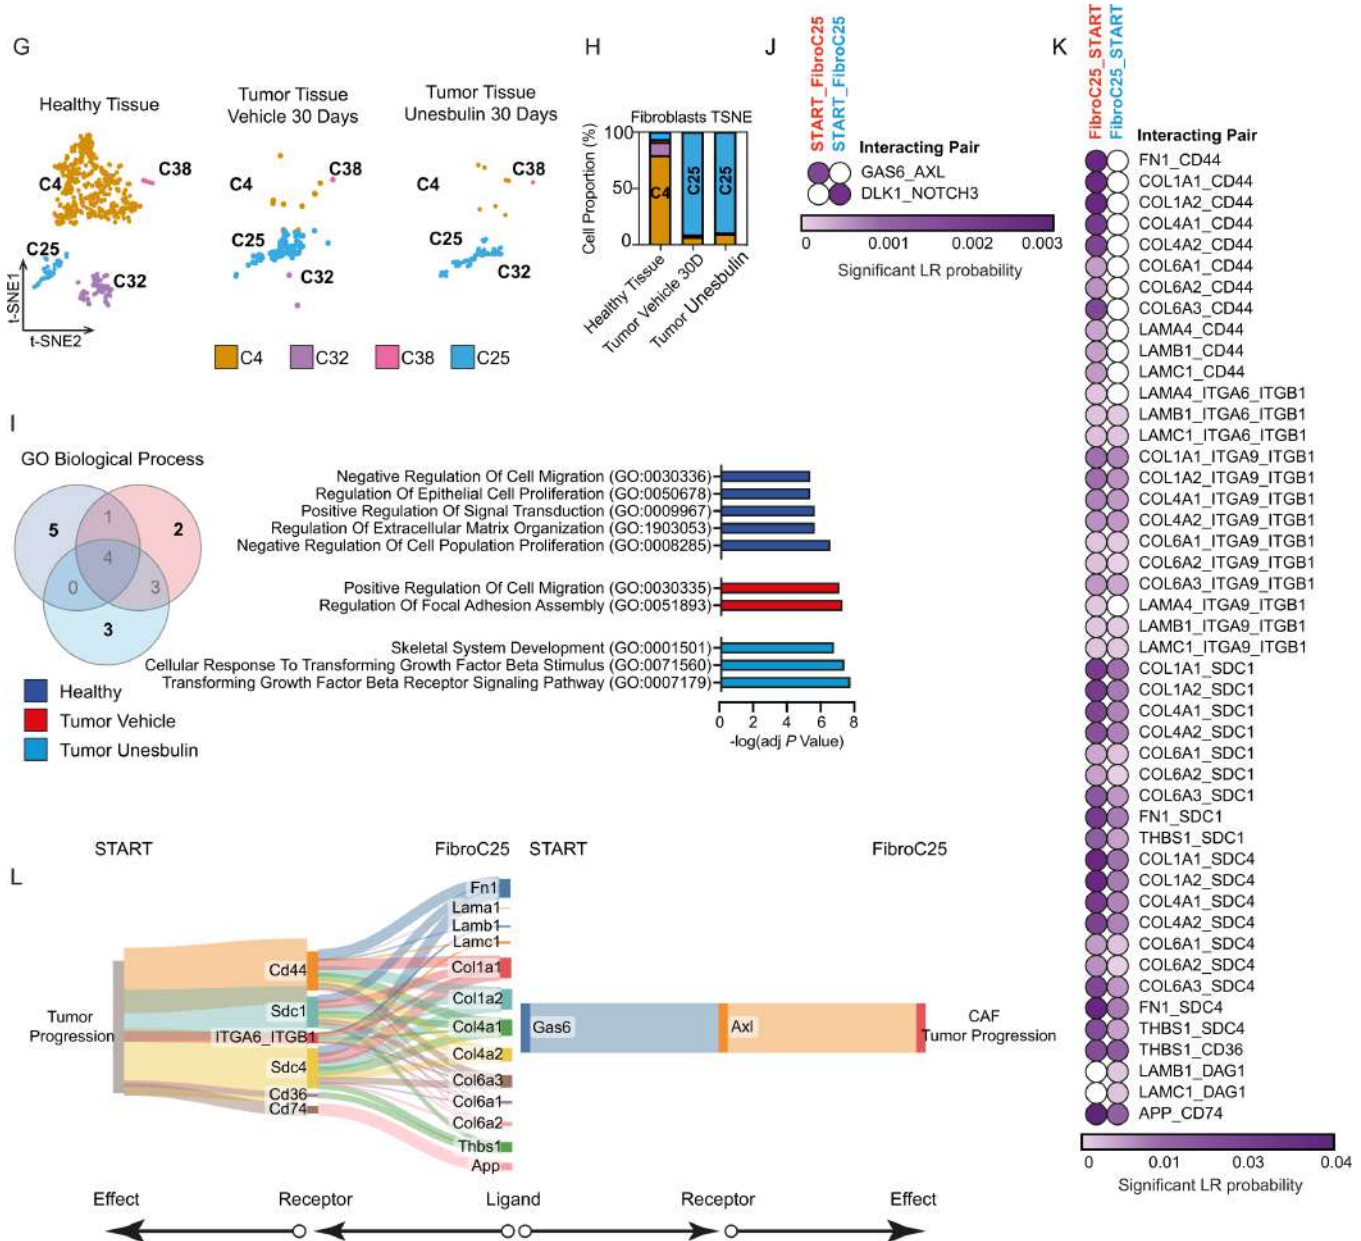 G
Healthy Tissue
Tumor Tissue
Vehicle 30 Days
Tumor Tissue
Unesbulin 30 Days
C4
C38
C25
C32
C4
C38
C25
C32
C4
C38
C25
C32
t-SNE1
t-SNE2
C4
C32
C38
C25
H
Fibroblasts TSNE
Cell Proportion (%)
100
50
0
C4
C25
C25
Healthy Tissue
Tumor Vehicle 30D
Tumor Unesbulin
J
START_FibroC25
START_FibroC25
Interacting Pair
GAS6_AXL
DLK1_NOTCH3
0
0.001
0.002
0.003
Significant LR probability
K
FibroC25_START
FibroC25_START
Interacting Pair
FN1_CD44
COL1A1_CD44
COL1A2_CD44
COL4A1_CD44
COL4A2_CD44
COL6A1_CD44
COL6A2_CD44
COL6A3_CD44
LAMA4_CD44
LAMB1_CD44
LAMC1_CD44
LAMA4_ITGA6_ITGB1
LAMB1_ITGA6_ITGB1
LAMC1_ITGA6_ITGB1
COL1A1_ITGA9_ITGB1
COL1A2_ITGA9_ITGB1
COL4A1_ITGA9_ITGB1
COL4A2_ITGA9_ITGB1
COL6A1_ITGA9_ITGB1
COL6A2_ITGA9_ITGB1
COL6A3_ITGA9_ITGB1
LAMA4_ITGA9_ITGB1
LAMB1_ITGA9_ITGB1
LAMC1_ITGA9_ITGB1
COL1A1_SDC1
COL1A2_SDC1
COL4A1_SDC1
COL4A2_SDC1
COL6A1_SDC1
COL6A2_SDC1
COL6A3_SDC1
FN1_SDC1
THBS1_SDC1
COL1A1_SDC4
COL1A2_SDC4
COL4A1_SDC4
COL4A2_SDC4
COL6A1_SDC4
COL6A2_SDC4
COL6A3_SDC4
FN1_SDC4
THBS1_SDC4
THBS1_CD36
LAMB1_DAG1
LAMC1_DAG1
APP_CD74
0
0.01
0.03
0.04
Significant LR probability
I
GO Biological Process
5
1
2
4
0
3
3
Healthy
Tumor Vehicle
Tumor Unesbulin
Negative Regulation Of Cell Migration (GO:0030336)
Regulation Of Epithelial Cell Proliferation (GO:0050678)
Positive Regulation Of Signal Transduction (GO:0009967)
Regulation Of Extracellular Matrix Organization (GO:1903053)
Negative Regulation Of Cell Population Proliferation (GO:0008285)
Positive Regulation Of Cell Migration (GO:0030335)
Regulation Of Focal Adhesion Assembly (GO:0051893)
Skeletal System Development (GO:0001501)
Cellular Response To Transforming Growth Factor Beta Stimulus (GO:0071560)
Transforming Growth Factor Beta Receptor Signaling Pathway (GO:0007179)
0
2
4
6
8
-log(adj P Value)
L
START
FibroC25
START
FibroC25
Tumor
Progression
Cd44
Sdc1
ITGA6_ITGB1
Sdc4
Cd36
Cd74
Fn1
Lama1
Lamb1
Lamc1
Col1a1
Col1a2
Col4a1
Col4a2
Col6a3
Col6a1
Col6a2
Thbs1
App
Gas6
Axl
CAF
Tumor Progression
Effect
Receptor
Ligand
Receptor
Effect